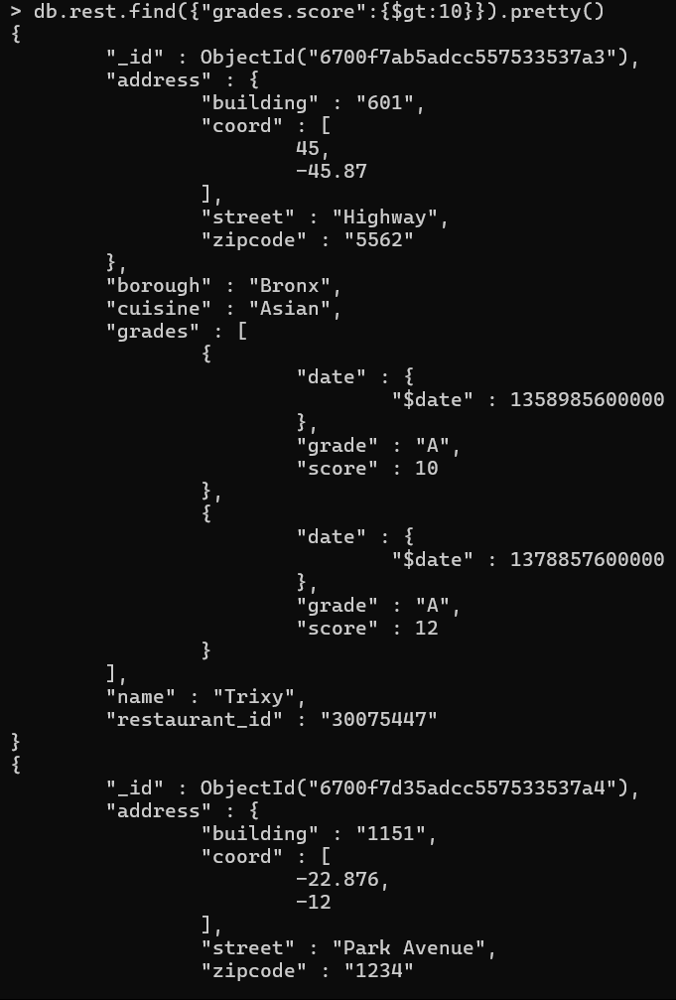 > db.rest.find({"grades.score":{$gt:10}}).pretty()
{
        "_id" : ObjectId("6700f7ab5adcc557533537a3"),
        "address" : {
                "building" : "601",
                "coord" : [
                        45,
                        -45.87
                ],
                "street" : "Highway",
                "zipcode" : "5562"
        },
        "borough" : "Bronx",
        "cuisine" : "Asian",
        "grades" : [
                {
                        "date" : {
                                "$date" : 1358985600000
                        },
                        "grade" : "A",
                        "score" : 10
                },
                {
                        "date" : {
                                "$date" : 1378857600000
                        },
                        "grade" : "A",
                        "score" : 12
                }
        ],
        "name" : "Trixy",
        "restaurant_id" : "30075447"
}
{
        "_id" : ObjectId("6700f7d35adcc557533537a4"),
        "address" : {
                "building" : "1151",
                "coord" : [
                        -22.876,
                        -12
                ],
                "street" : "Park Avenue",
                "zipcode" : "1234"